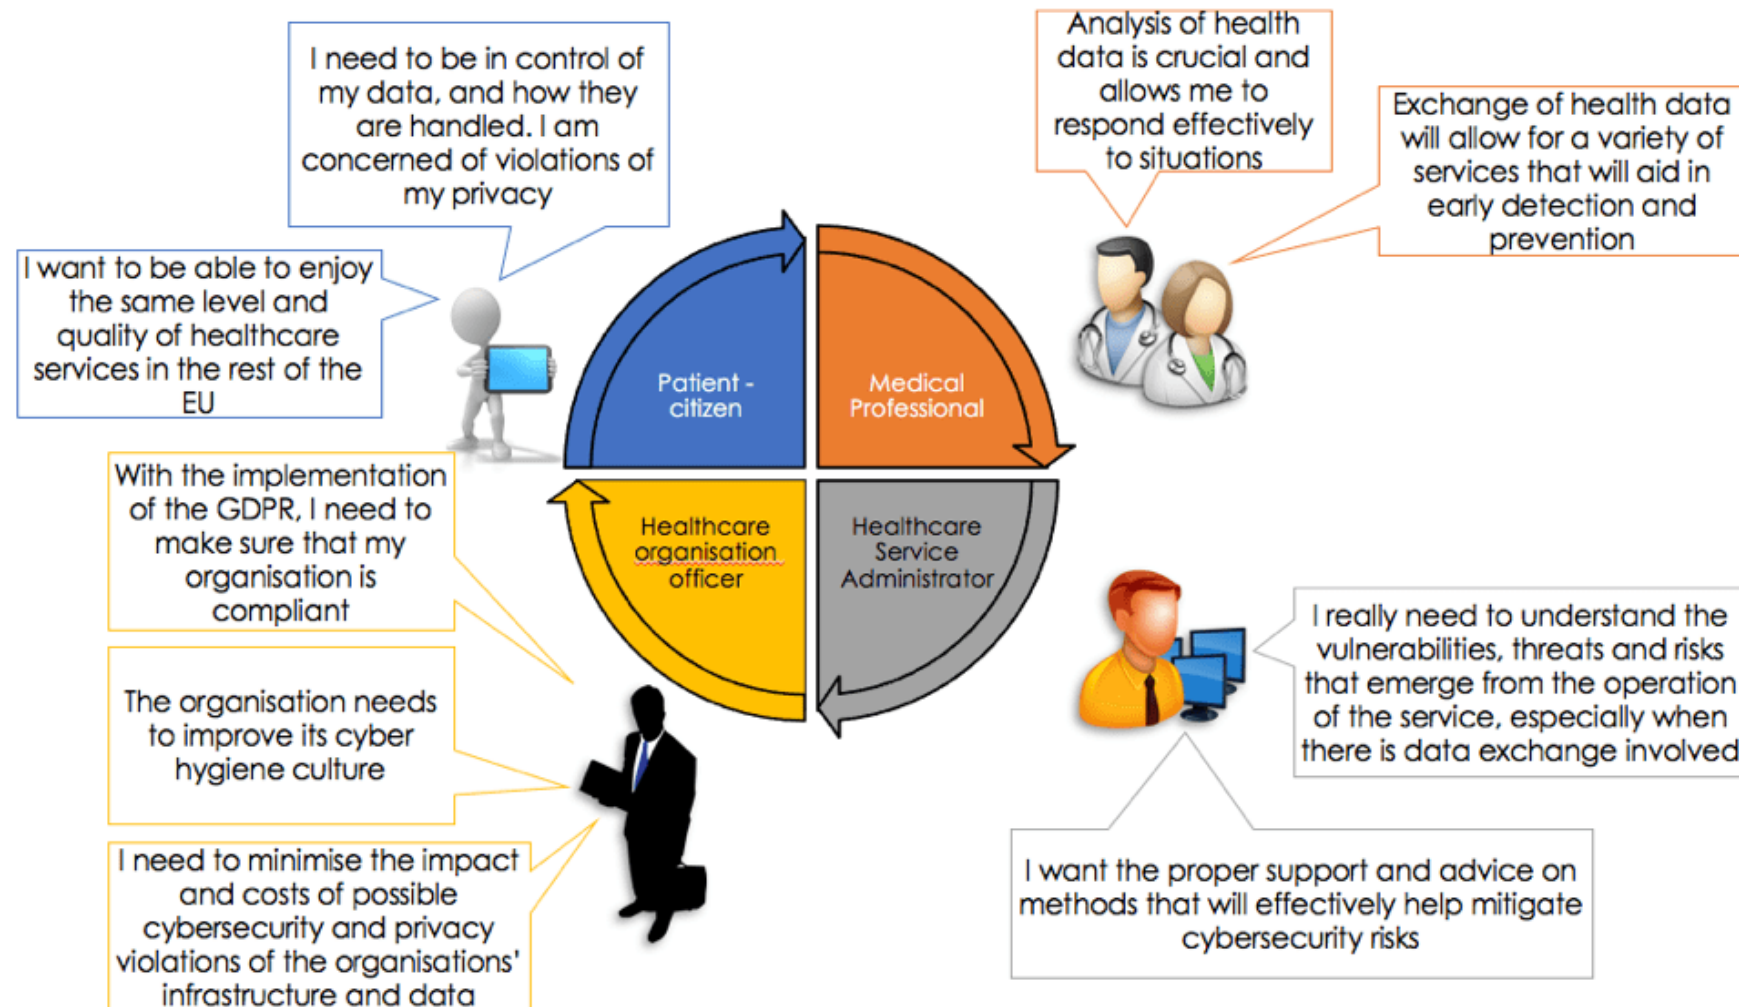 I need to be in control of
my data, and how they
are handled. I am
concerned of violations of
my privacy
I want to be able to enjoy
the same level and
quality of healthcare
services in the rest of the
EU
Analysis of health
data is crucial and
allows me to
respond effectively
to situations
Exchange of health data
will allow for a variety of
services that will aid in
early detection and
prevention
Patient -
citizen
Medical
Professional
Healthcare
organisation
officer
Healthcare
Service
Administrator
With the implementation
of the GDPR, I need to
make sure that my
organisation is
compliant
The organisation needs
to improve its cyber
hygiene culture
I need to minimise the impact
and costs of possible
cybersecurity and privacy
violations of the organisations'
infrastructure and data
I really need to understand the
vulnerabilities, threats and risks
that emerge from the operation
of the service, especially when
there is data exchange involved
I want the proper support and advice on
methods that will effectively help mitigate
cybersecurity risks